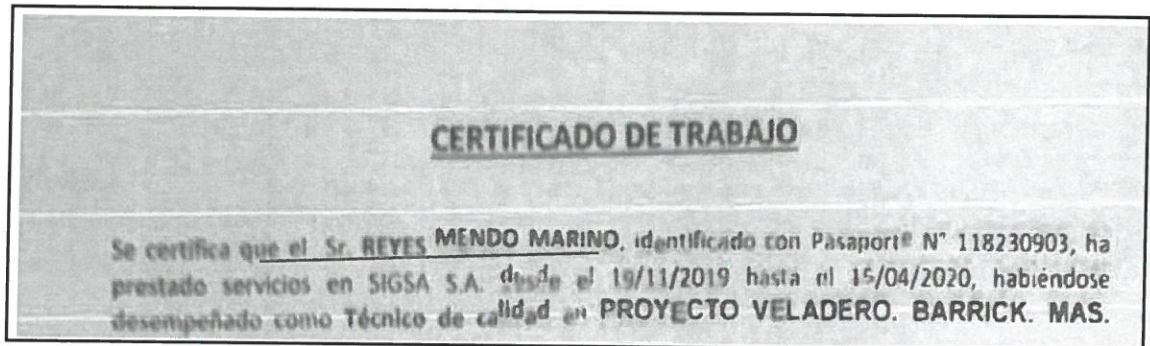 CERTIFICADO DE TRABAJO
Se certifica que el Sr. REYES MENDO MARINO, identificado con Pasaporte N° 118230903, ha
prestado servicios en SIGSA S.A. desde el 19/11/2019 hasta el 15/04/2020, habiéndose
desempeñado como Técnico de calidad en PROYECTO VELADERO. BARRICK. MAS.